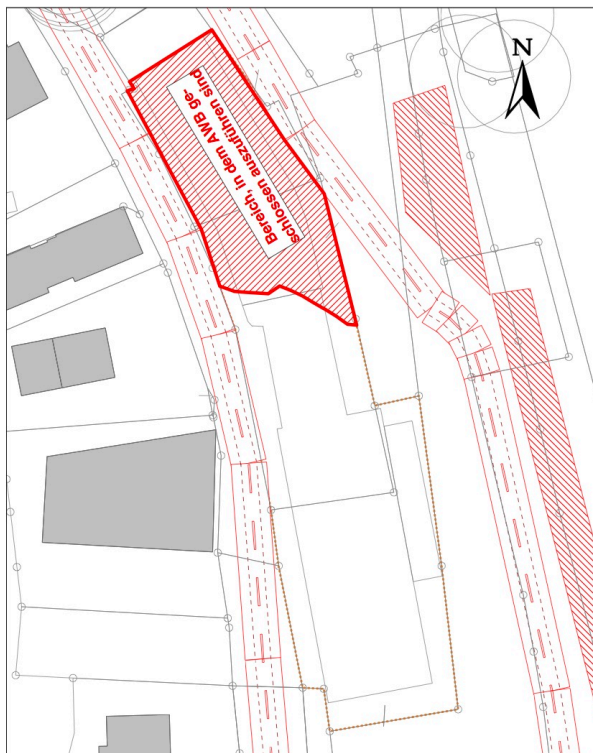 N
Bereich, in dem AWB ge-
schlossen auszuführen sind